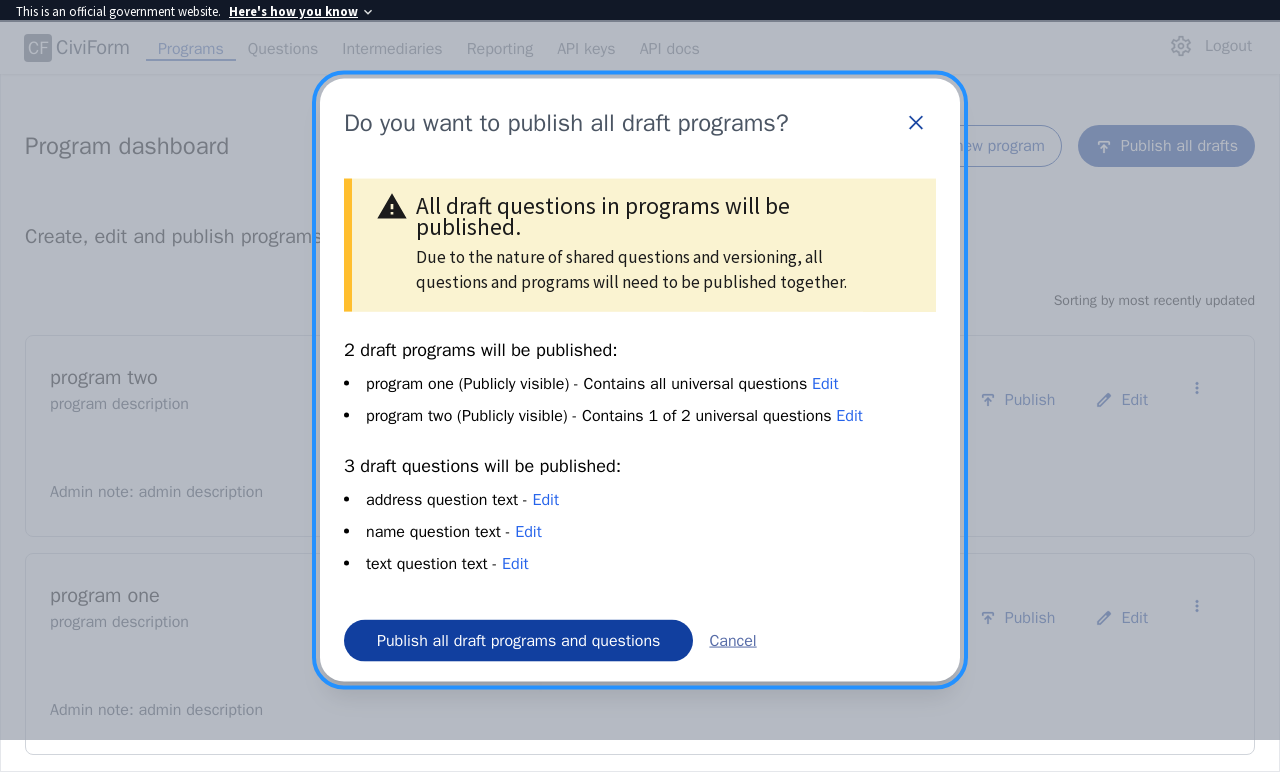 This is an official government website. Here's how you know
CF CiviForm Programs Questions Intermediaries Reporting API keys API docs Logout
Do you want to publish all draft programs?
Program dashboard
new program
Publish all drafts
All draft questions in programs will be
published.
Due to the nature of shared questions and versioning, all
questions and programs will need to be published together.
Create, edit and publish programs
Sorting by most recently updated
2 draft programs will be published:
program one (Publicly visible) - Contains all universal questions Edit
program two (Publicly visible) - Contains 1 of 2 universal questions Edit
3 draft questions will be published:
address question text - Edit
name question text - Edit
text question text - Edit
Publish all draft programs and questions Cancel
program two
program description
Publish Edit
Admin note: admin description
program one
program description
Publish Edit
Admin note: admin description